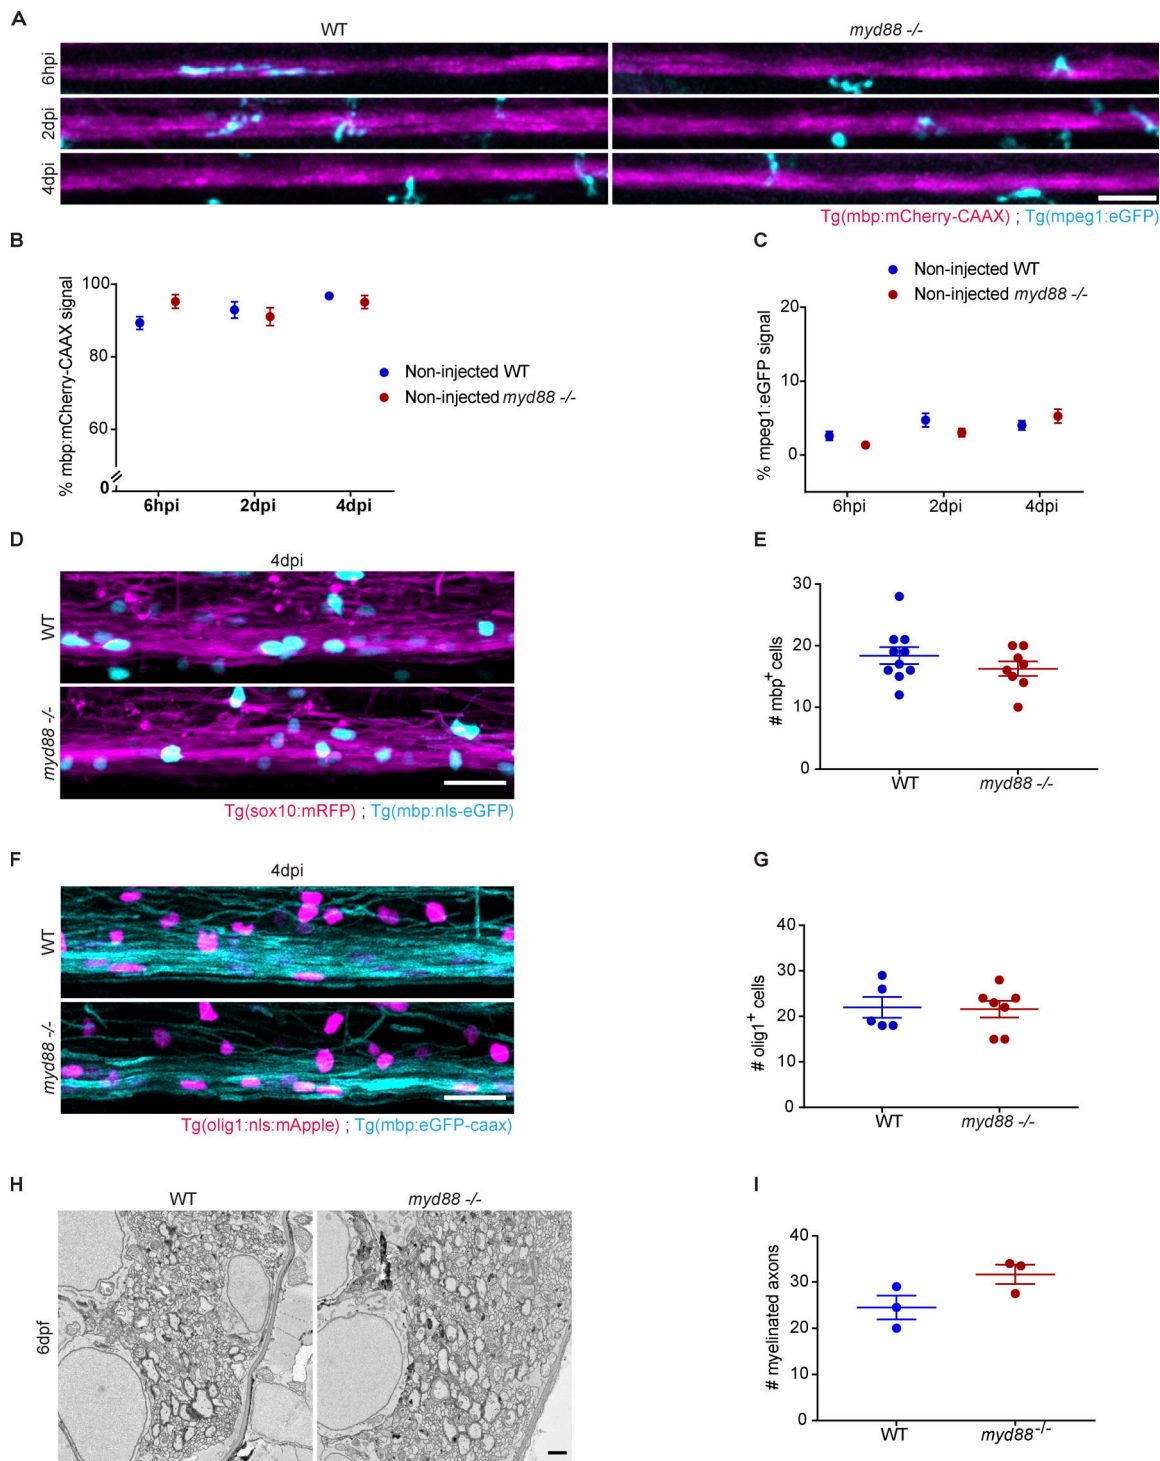 A
WT
myd88 -/-
6hpi
2dpi
4dpi
Tg(mbp:mCherry-CAAX) ; Tg(mpeg1:eGFP)
B
% mbp:mCherry-CAAX signal
100
80
60
0
6hpi
2dpi
4dpi
Non-injected WT
Non-injected myd88 -/-
C
Non-injected WT
Non-injected myd88 -/-
% mpeg1:eGFP signal
20
10
0
6hpi
2dpi
4dpi
D
4dpi
WT
myd88 -/-
Tg(sox10:mRFP) ; Tg(mbp:nls-eGFP)
E
# mbp+ cells
30
20
10
0
WT
myd88 -/-
F
4dpi
WT
myd88 -/-
Tg(olig1:nls:mApple) ; Tg(mbp:eGFP-caax)
G
# olig1+ cells
40
30
20
10
0
WT
myd88 -/-
H
WT
myd88 -/-
6dpf
I
# myelinated axons
40
30
20
10
0
WT
myd88-/-